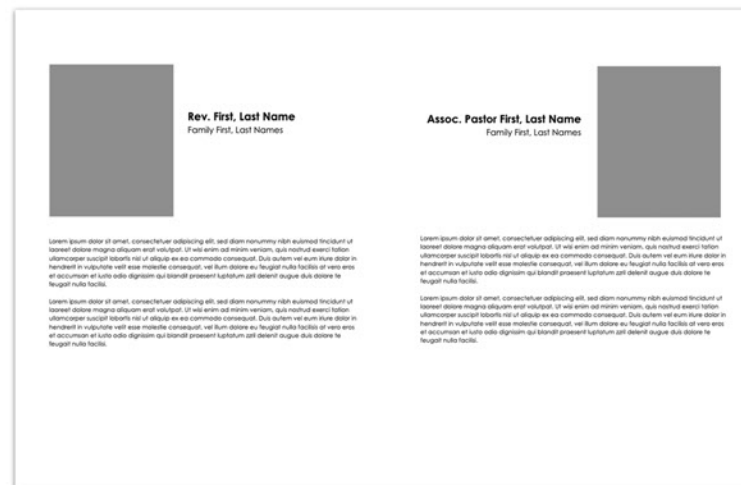 Rev. First, Last Name
Family First, Last Names
Lorem ipsum dolor sit amet, consectetuer adipiscing elit, sed diam nonummy nibh euismod tincidunt ut
laoreet dolore magna aliquam erat volutpat. Ut wisi enim ad minim veniam, quis nostrud exerci tation
ullamcorper suscipit lobortis nisl ut aliquip ex ea commodo consequat. Duis autem vel eum iriure dolor in
hendrerit in vulputate velit esse molestie consequat, vel illum dolore eu feugiat nulla facilisis at vero eros
et accumsan et iusto odio dignissim qui blandit praesent luptatum zzril delenit augue duis dolore te
feugait nulla facilisi.
Lorem ipsum dolor sit amet, consectetuer adipiscing elit, sed diam nonummy nibh euismod tincidunt ut
laoreet dolore magna aliquam erat volutpat. Ut wisi enim ad minim veniam, quis nostrud exerci tation
ullamcorper suscipit lobortis nisl ut aliquip ex ea commodo consequat. Duis autem vel eum iriure dolor in
hendrerit in vulputate velit esse molestie consequat, vel illum dolore eu feugiat nulla facilisis at vero eros
et accumsan et iusto odio dignissim qui blandit praesent luptatum zzril delenit augue duis dolore te
feugait nulla facilisi.
Assoc. Pastor First, Last Name
Family First, Last Names
Lorem ipsum dolor sit amet, consectetuer adipiscing elit, sed diam nonummy nibh euismod tincidunt ut
laoreet dolore magna aliquam erat volutpat. Ut wisi enim ad minim veniam, quis nostrud exerci tation
ullamcorper suscipit lobortis nisl ut aliquip ex ea commodo consequat. Duis autem vel eum iriure dolor in
hendrerit in vulputate velit esse molestie consequat, vel illum dolore eu feugiat nulla facilisis at vero eros
et accumsan et iusto odio dignissim qui blandit praesent luptatum zzril delenit augue duis dolore te
feugait nulla facilisi.
Lorem ipsum dolor sit amet, consectetuer adipiscing elit, sed diam nonummy nibh euismod tincidunt ut
laoreet dolore magna aliquam erat volutpat. Ut wisi enim ad minim veniam, quis nostrud exerci tation
ullamcorper suscipit lobortis nisl ut aliquip ex ea commodo consequat. Duis autem vel eum iriure dolor in
hendrerit in vulputate velit esse molestie consequat, vel illum dolore eu feugiat nulla facilisis at vero eros
et accumsan et iusto odio dignissim qui blandit praesent luptatum zzril delenit augue duis dolore te
feugait nulla facilisi.